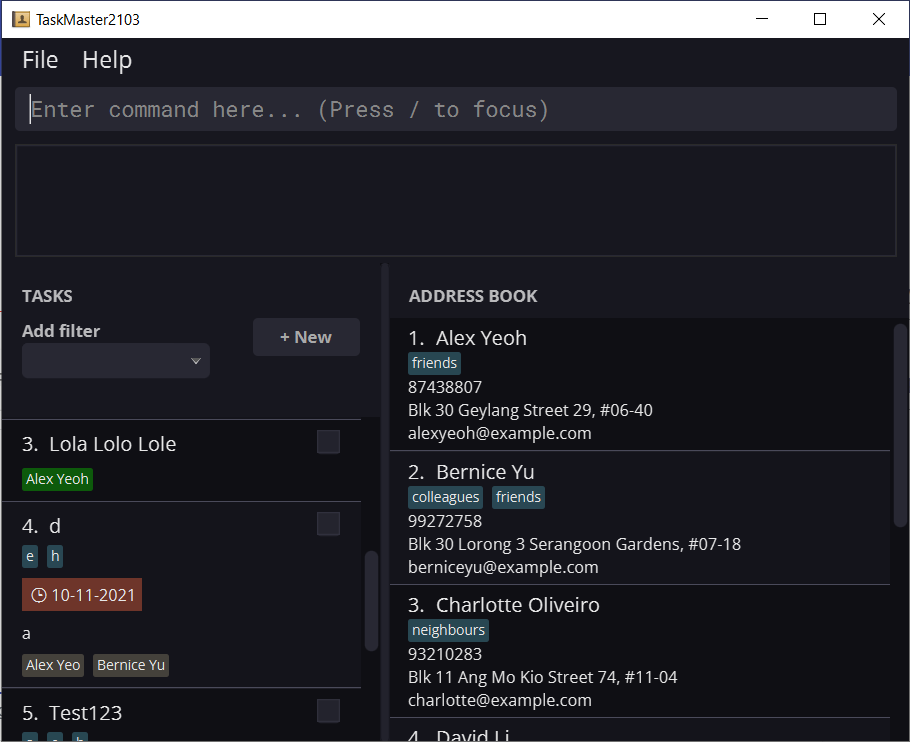 TaskMaster2103
File Help
Enter command here... (Press / to focus)
TASKS
Add filter
+ New
3. Lola Lolo Lole
Alex Yeoh
4. d
e h
10-11-2021
a
Alex Yeo Bernice Yu
5. Test123
ADDRESS BOOK
1. Alex Yeoh
friends
87438807
Blk 30 Geylang Street 29, #06-40
alexyeoh@example.com
2. Bernice Yu
colleagues friends
99272758
Blk 30 Lorong 3 Serangoon Gardens, #07-18
berniceyu@example.com
3. Charlotte Oliveiro
neighbours
93210283
Blk 11 Ang Mo Kio Street 74, #11-04
charlotte@example.com
4. David Li